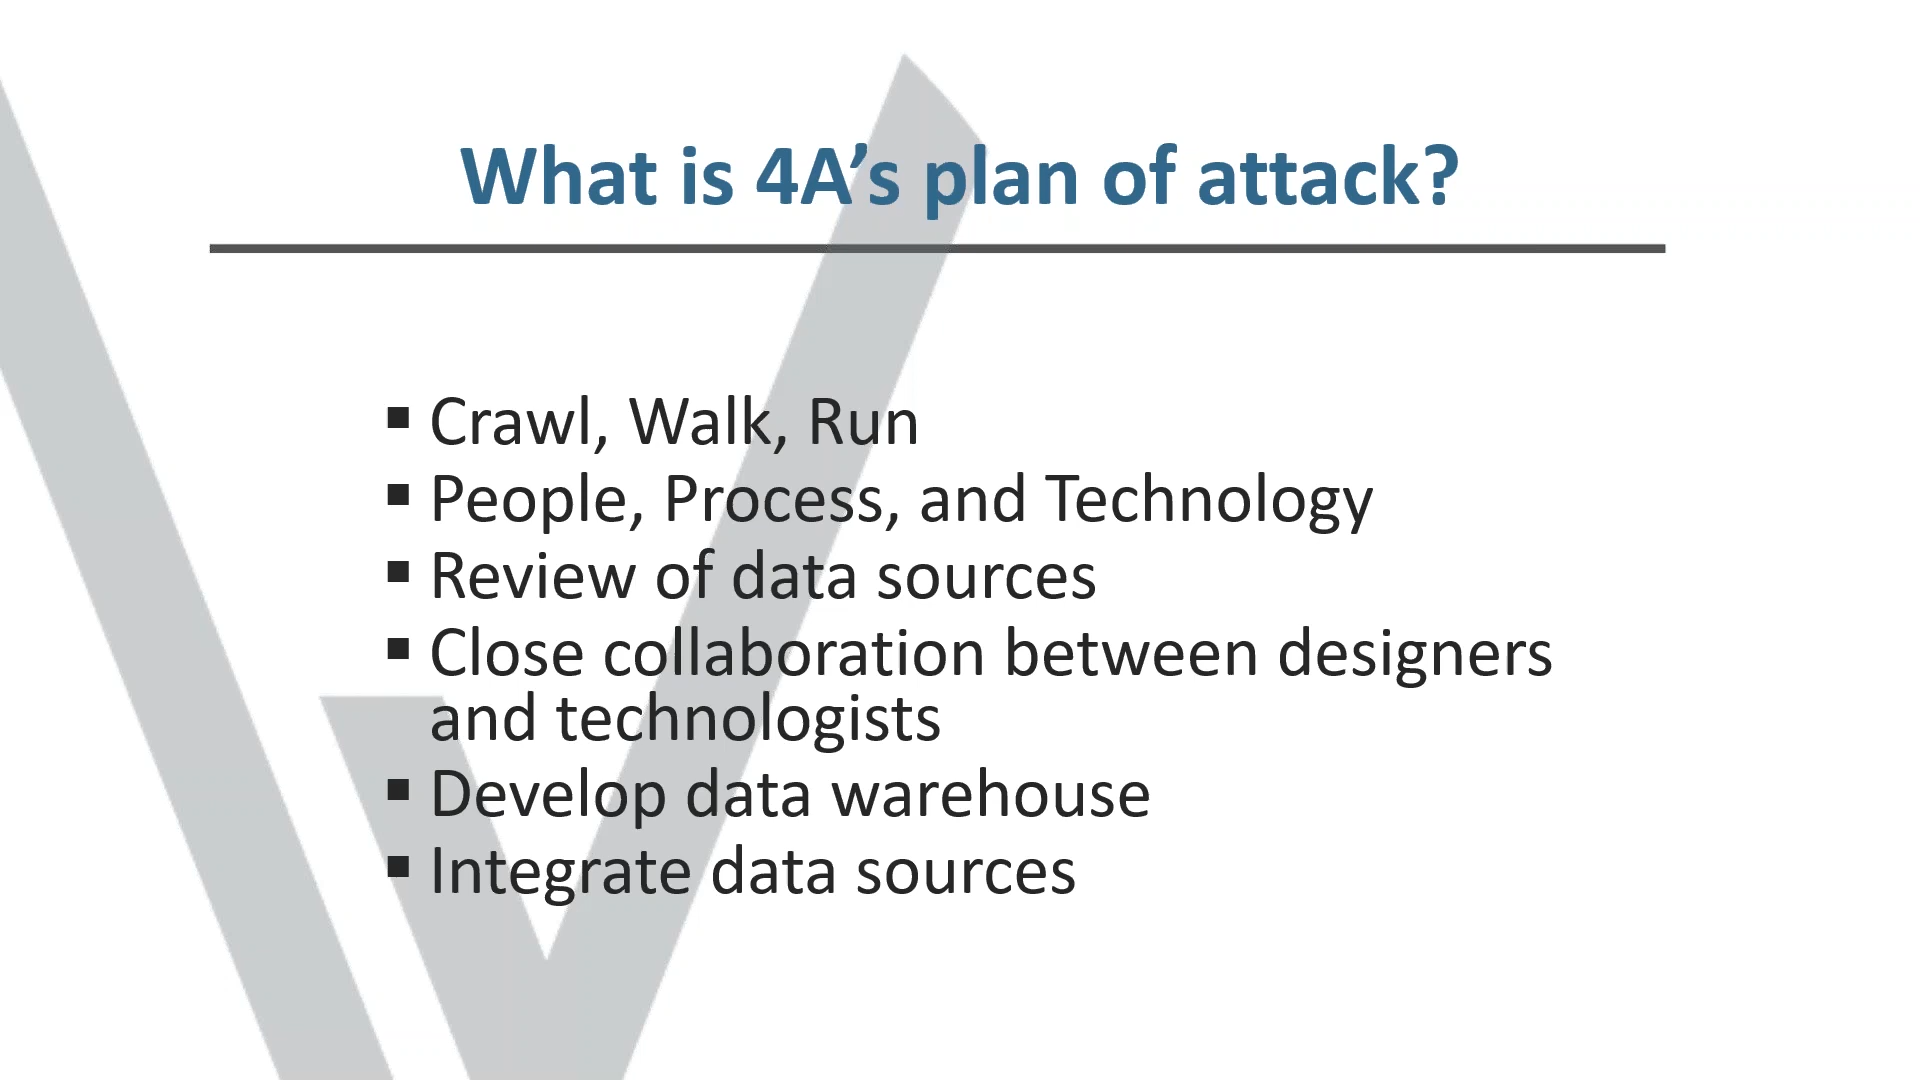 What is 4A’s plan of attack?
▪ Crawl, Walk, Run
▪ People, Process, and Technology
▪ Review of data sources
▪ Close collaboration between designers
and technologists
▪ Develop data warehouse
▪ Integrate data sources